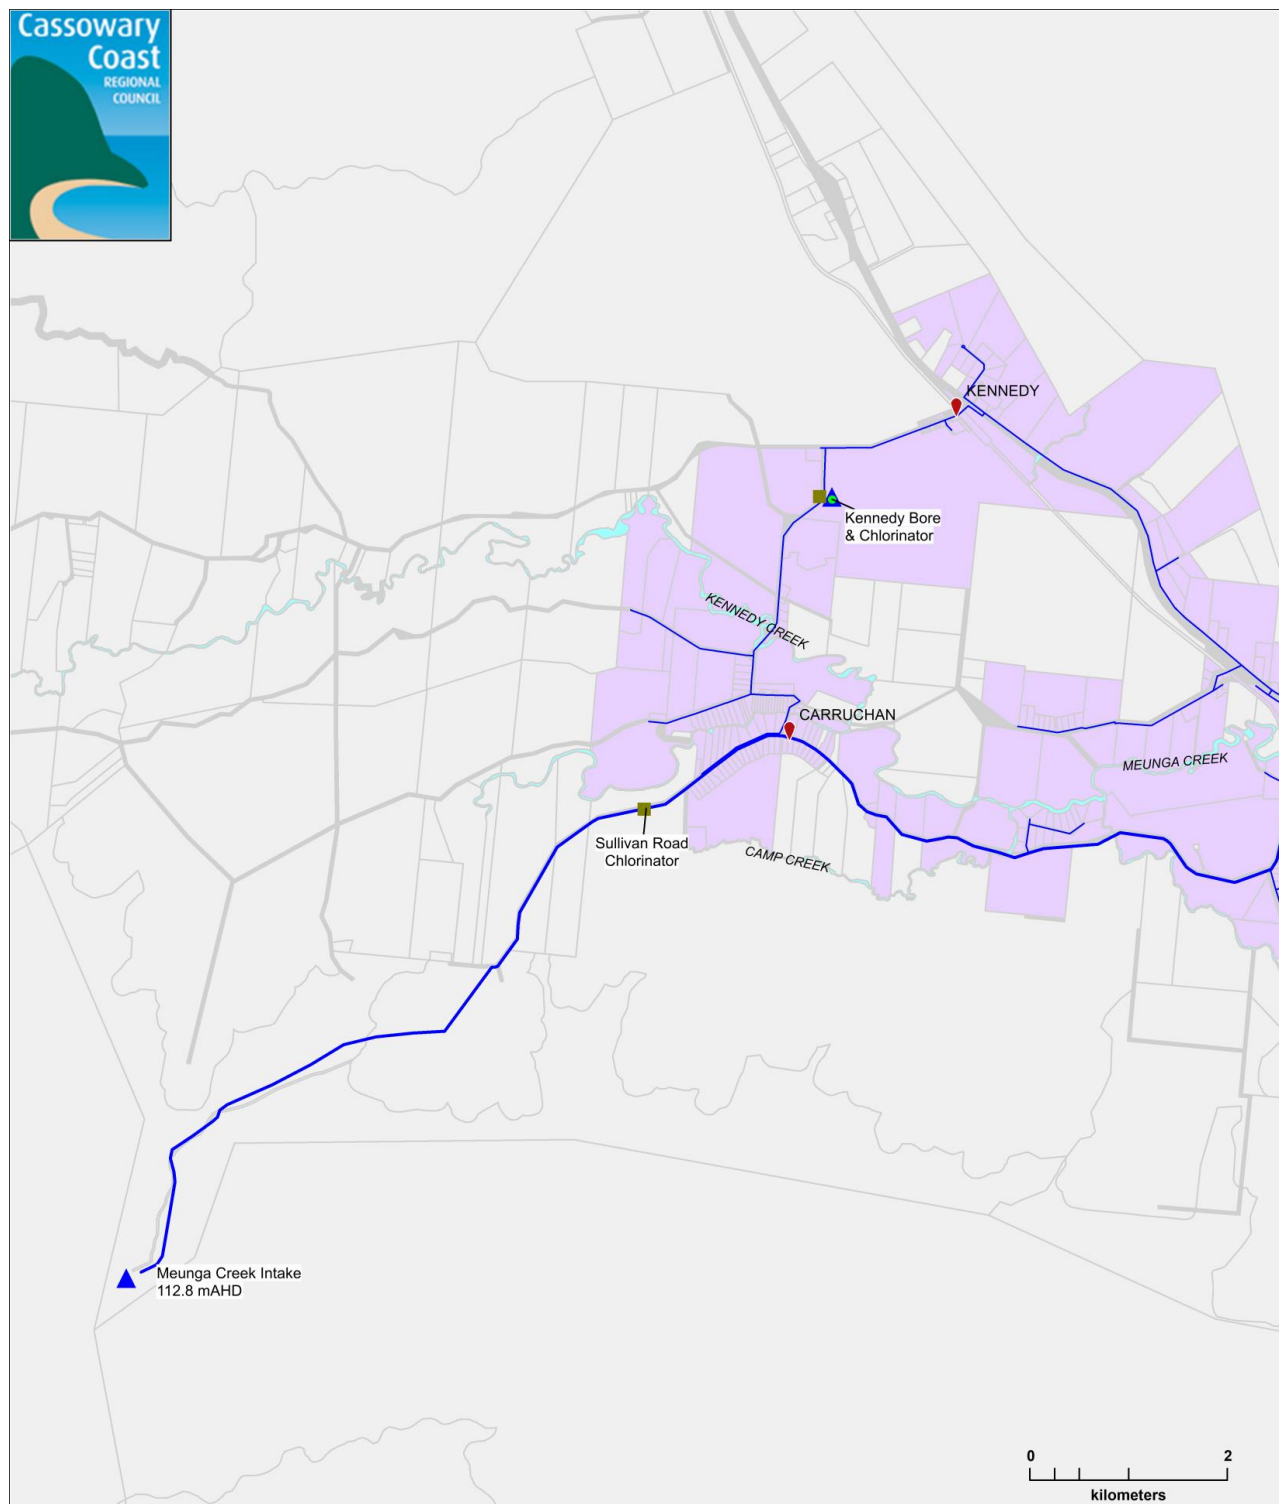 Cassowary
Coast
REGIONAL
COUNCIL
KENNEDY
Kennedy Bore
& Chlorinator
KENNEDY CREEK
CARRUCHAN
MEUNGA CREEK
Sullivan Road
Chlorinator
CAMP CREEK
Meunga Creek Intake
112.8 mAHD
0 2
kilometers